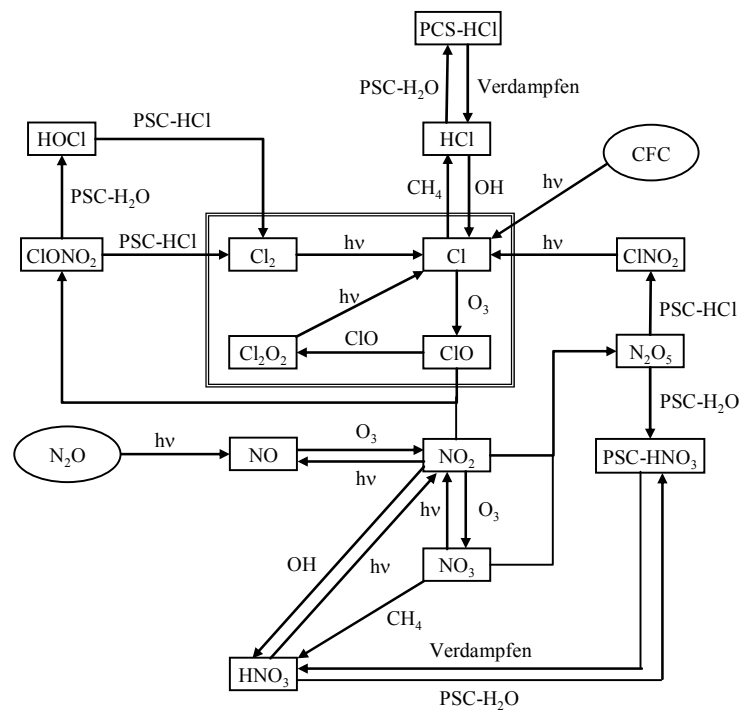 PCS-HCl
PSC-H₂O
Verdampfen
PSC-HCl
HOCl
HCl
CFC
CH₄
OH
hν
PSC-H₂O
ClONO₂
PSC-HCl
Cl₂
hν
Cl
hν
ClNO₂
hν
O₃
PSC-HCl
Cl₂O₂
ClO
ClO
N₂O₅
PSC-H₂O
N₂O
hν
NO
O₃
hν
NO₂
PSC-HNO₃
hν
O₃
OH
hν
NO₃
CH₄
Verdampfen
HNO₃
PSC-H₂O